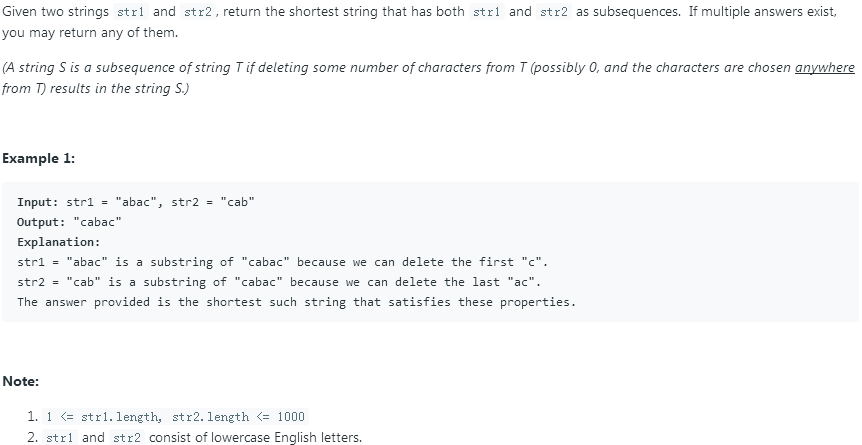 Given two strings str1 and str2, return the shortest string that has both str1 and str2 as subsequences. If multiple answers exist,
you may return any of them.
(A string S is a subsequence of string T if deleting some number of characters from T (possibly 0, and the characters are chosen anywhere
from T) results in the string S.)
Example 1:
Input: str1 = "abac", str2 = "cab"
Output: "cabac"
Explanation:
str1 = "abac" is a substring of "cabac" because we can delete the first "c".
str2 = "cab" is a substring of "cabac" because we can delete the last "ac".
The answer provided is the shortest such string that satisfies these properties.
Note:
1. 1 <= str1.length, str2.length <= 1000
2. str1 and str2 consist of lowercase English letters.